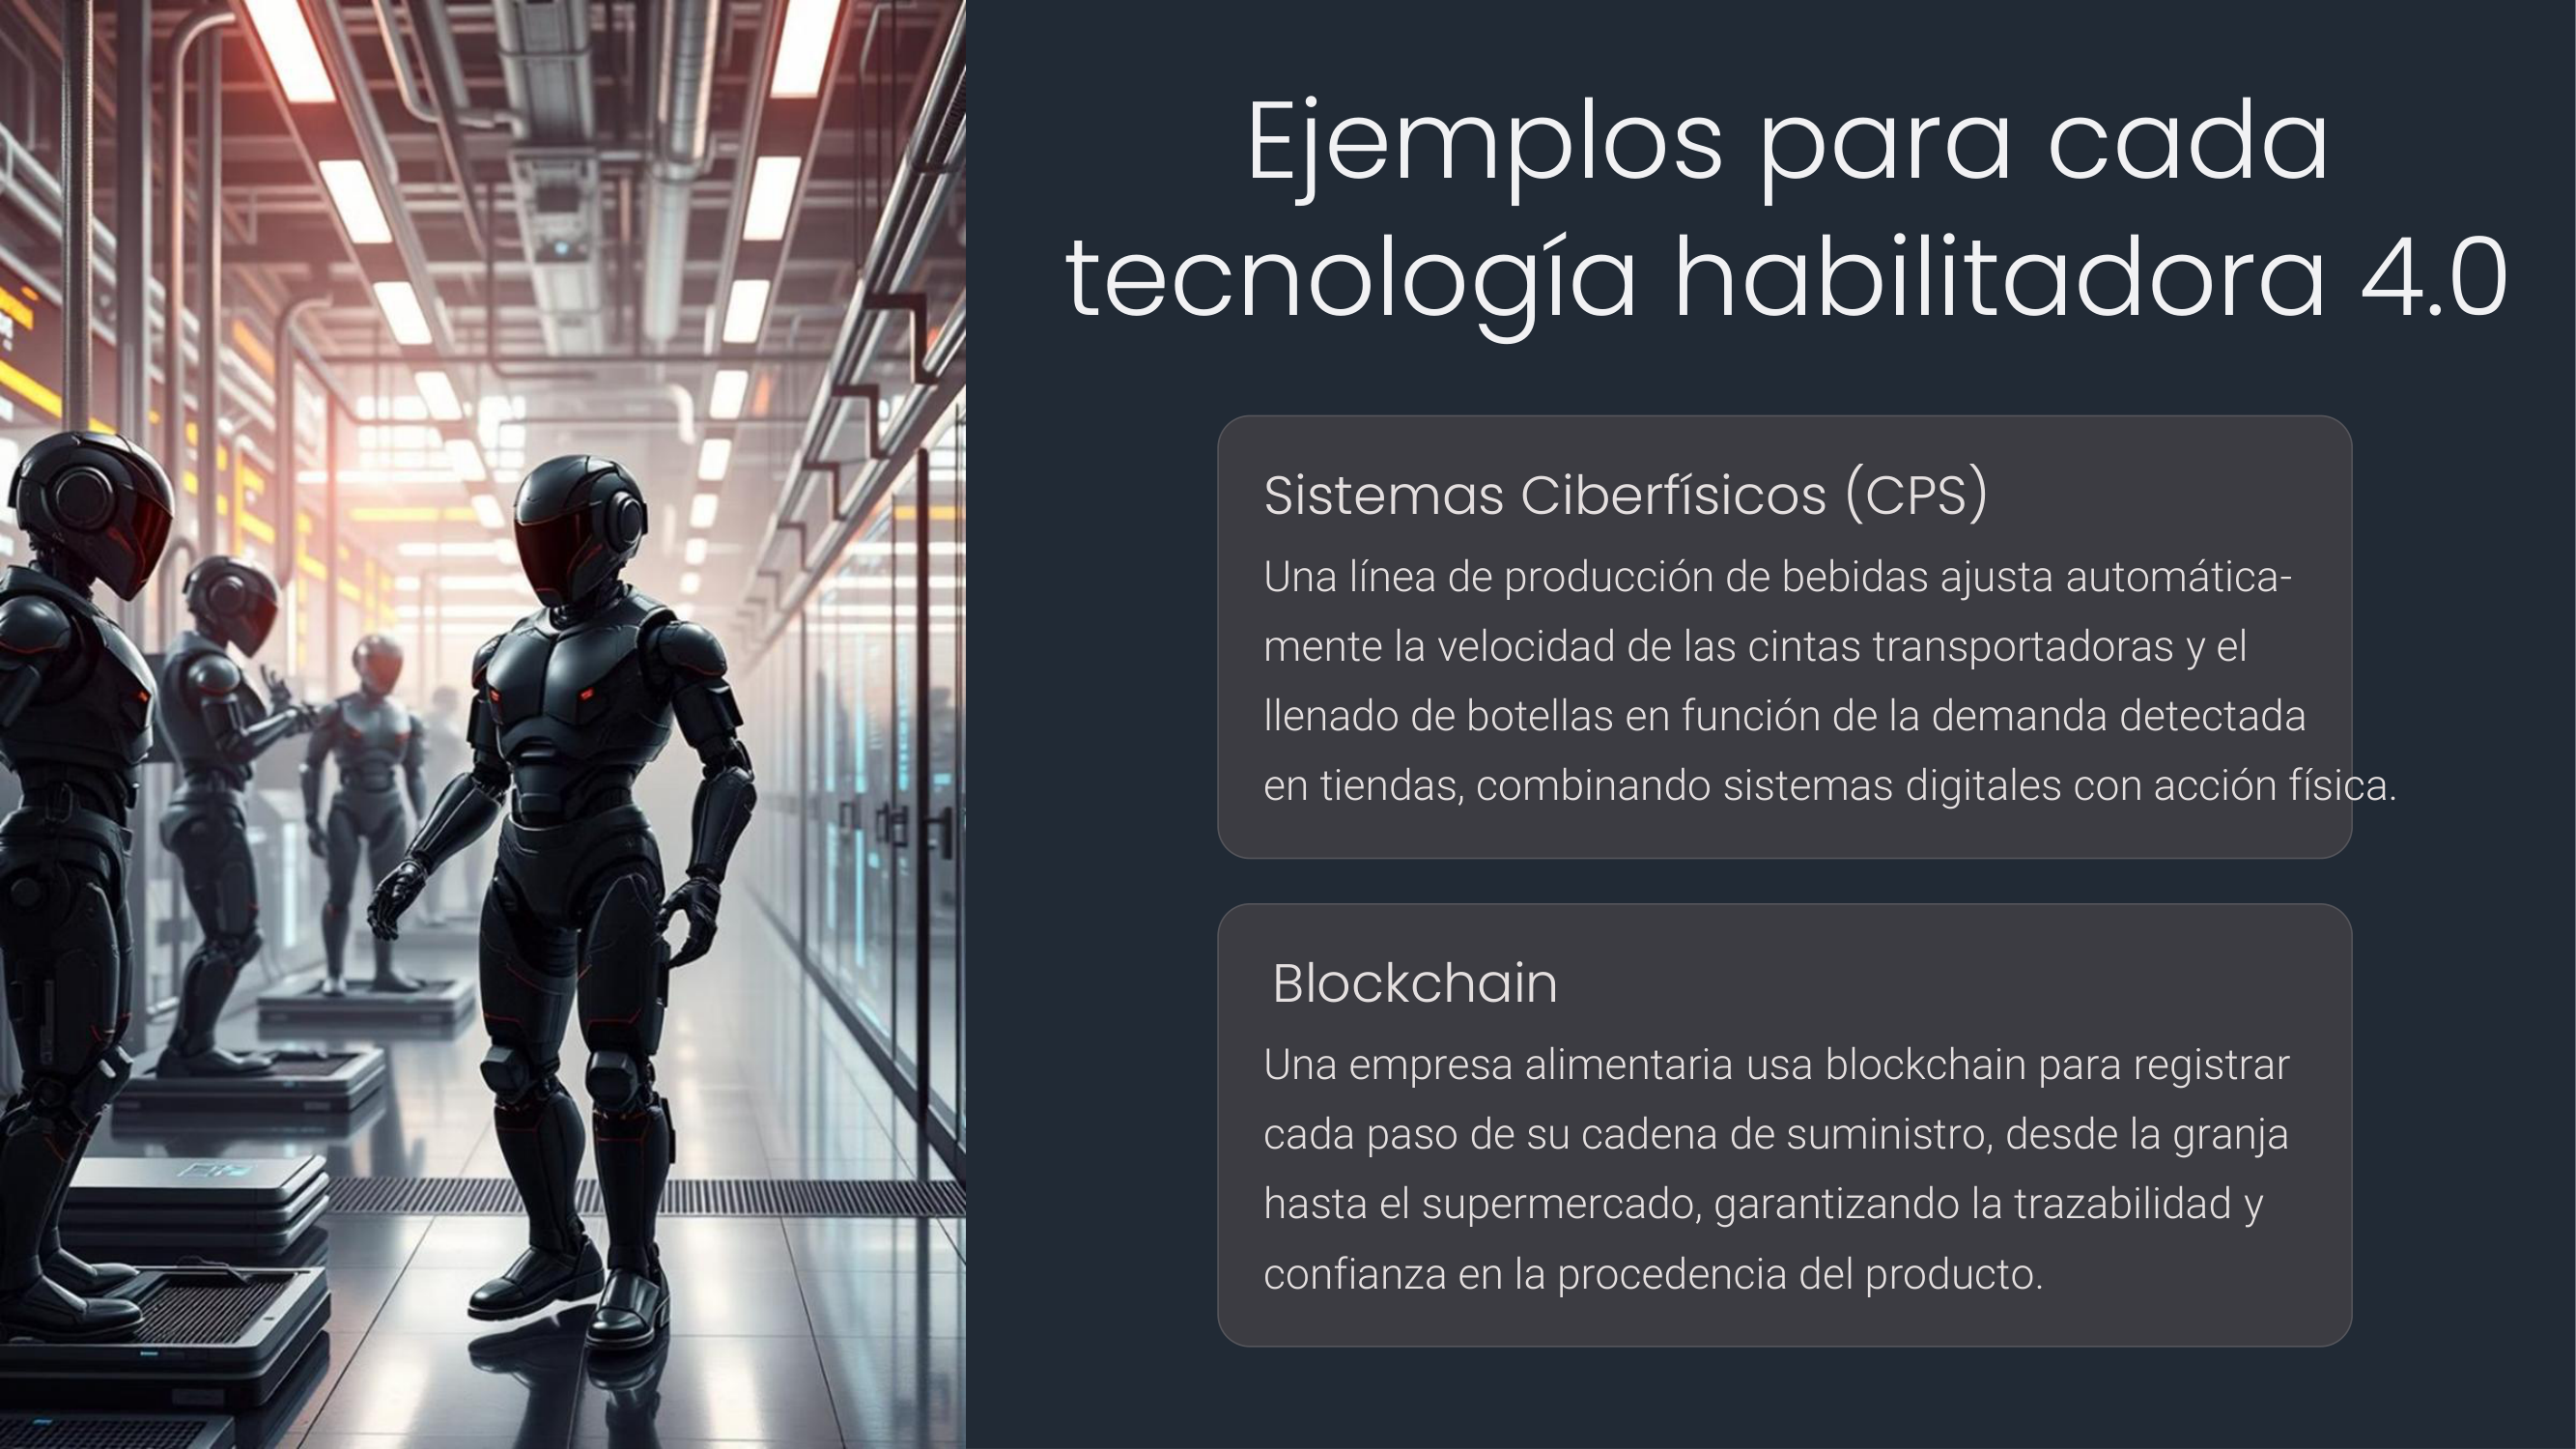 Ejemplos para cada
tecnología habilitadora 4.0
Sistemas Ciberfísicos (CPS)
Una línea de producción de bebidas ajusta automática-
mente la velocidad de las cintas transportadoras y el
llenado de botellas en función de la demanda detectada
en tiendas, combinando sistemas digitales con acción física.
Blockchain
Una empresa alimentaria usa blockchain para registrar
cada paso de su cadena de suministro, desde la granja
hasta el supermercado, garantizando la trazabilidad y
confianza en la procedencia del producto.